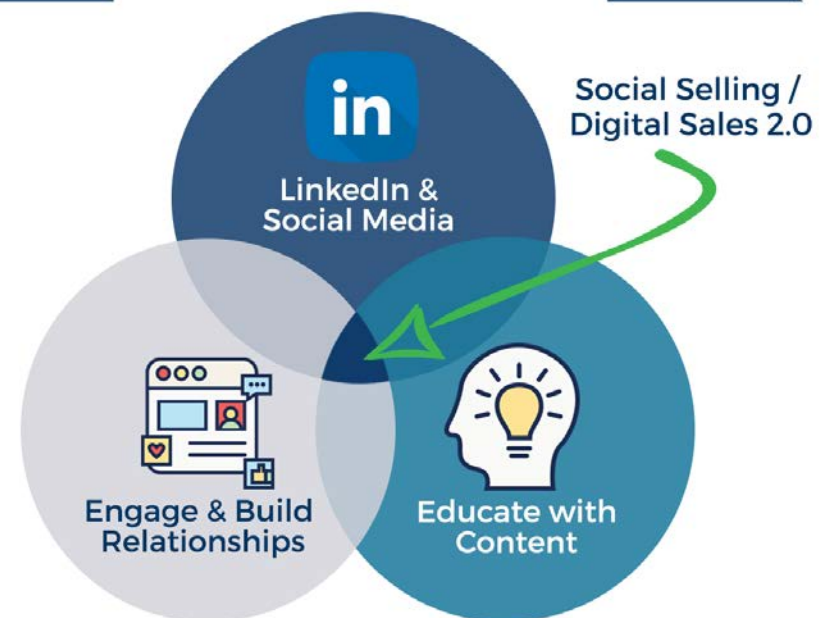 in
LinkedIn &
Social Media
Social Selling /
Digital Sales 2.0
Engage & Build
Relationships
Educate with
Content